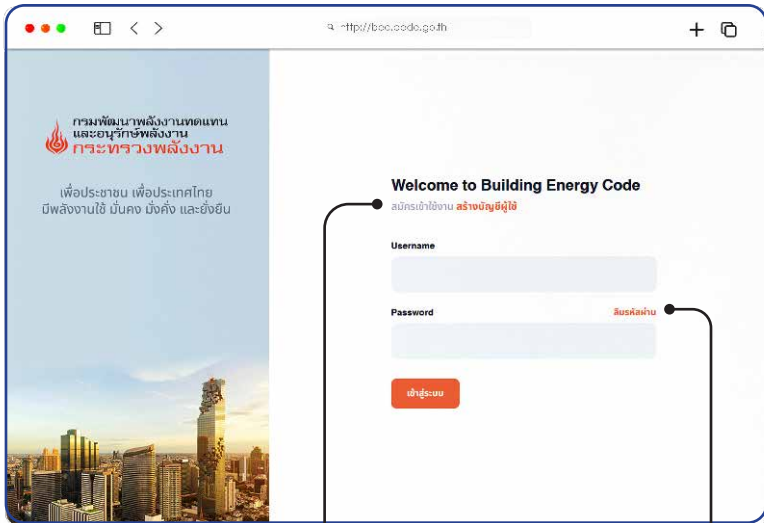 กรมพัฒนาพลังงานทดแทน
และอนุรักษ์พลังงาน
กระทรวงพลังงาน
เพื่อประชาชน เพื่อประเทศไทย
มีพลังงานใช้ มั่นคง มั่งคั่ง และยั่งยืน
Welcome to Building Energy Code
สมัครเข้าใช้งาน สร้างบัญชีผู้ใช้
Username
Password ลืมรหัสผ่าน
เข้าสู่ระบบ